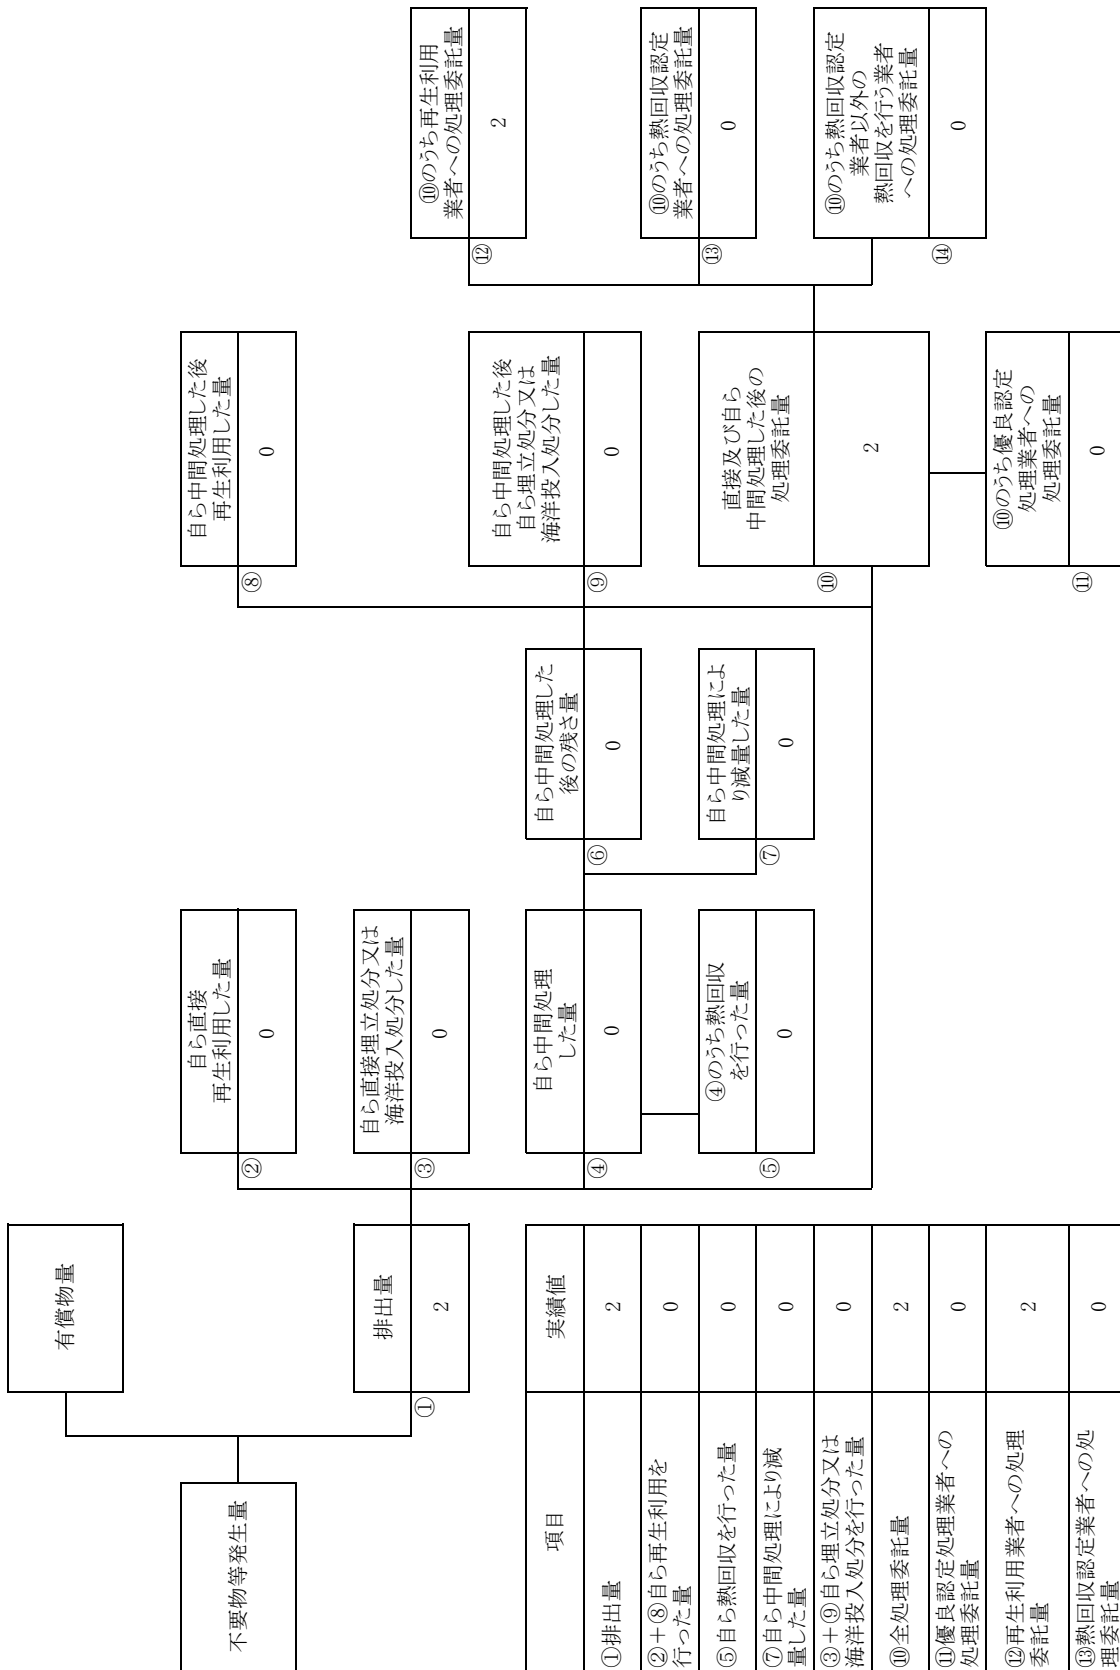 不要物等発生量
有償物量
①
排出量
2
②
自ら直接
再生利用した量
0
③
自ら直接埋立処分又は
海洋投入処分した量
0
④
自ら中間処理
した量
0
⑤
④のうち熱回収
を行った量
0
⑥
自ら中間処理した
後の残さ量
0
⑦
自ら中間処理によ
り減量した量
0
⑧
自ら中間処理した後
再生利用した量
0
⑨
自ら中間処理した後
自ら埋立処分又は
海洋投入処分した量
0
⑩
直接及び自ら
中間処理した後の
処理委託量
2
⑪
⑩のうち優良認定
処理業者への
処理委託量
0
⑫
⑩のうち再生利用
業者への処理委託量
2
⑬
⑩のうち熱回収認定
業者への処理委託量
0
⑭
⑩のうち熱回収認定
業者以外の
熱回収を行う業者
への処理委託量
0
項目
実績値
①排出量
2
②+⑧自ら再生利用を
行った量
0
⑤自ら熱回収を行った量
0
⑦自ら中間処理により減
量した量
0
③+⑨自ら埋立処分又は
海洋投入処分を行った量
0
⑩全処理委託量
2
⑪優良認定処理業者への
処理委託量
0
⑫再生利用業者への処理
委託量
2
⑬熱回収認定業者への処
理委託量
0